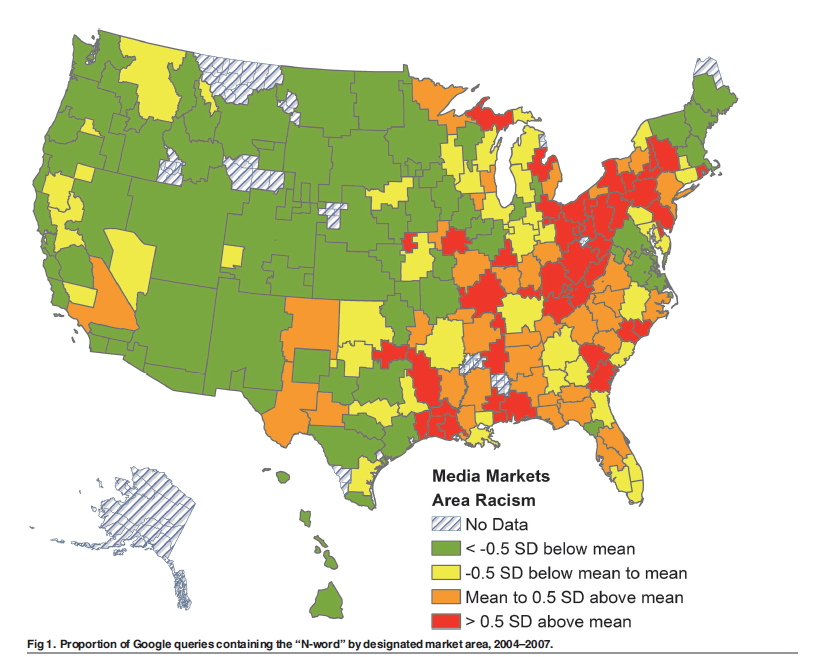 Media Markets
Area Racism
No Data
< -0.5 SD below mean
-0.5 SD below mean to mean
Mean to 0.5 SD above mean
> 0.5 SD above mean
Fig 1. Proportion of Google queries containing the “N-word” by designated market area, 2004–2007.